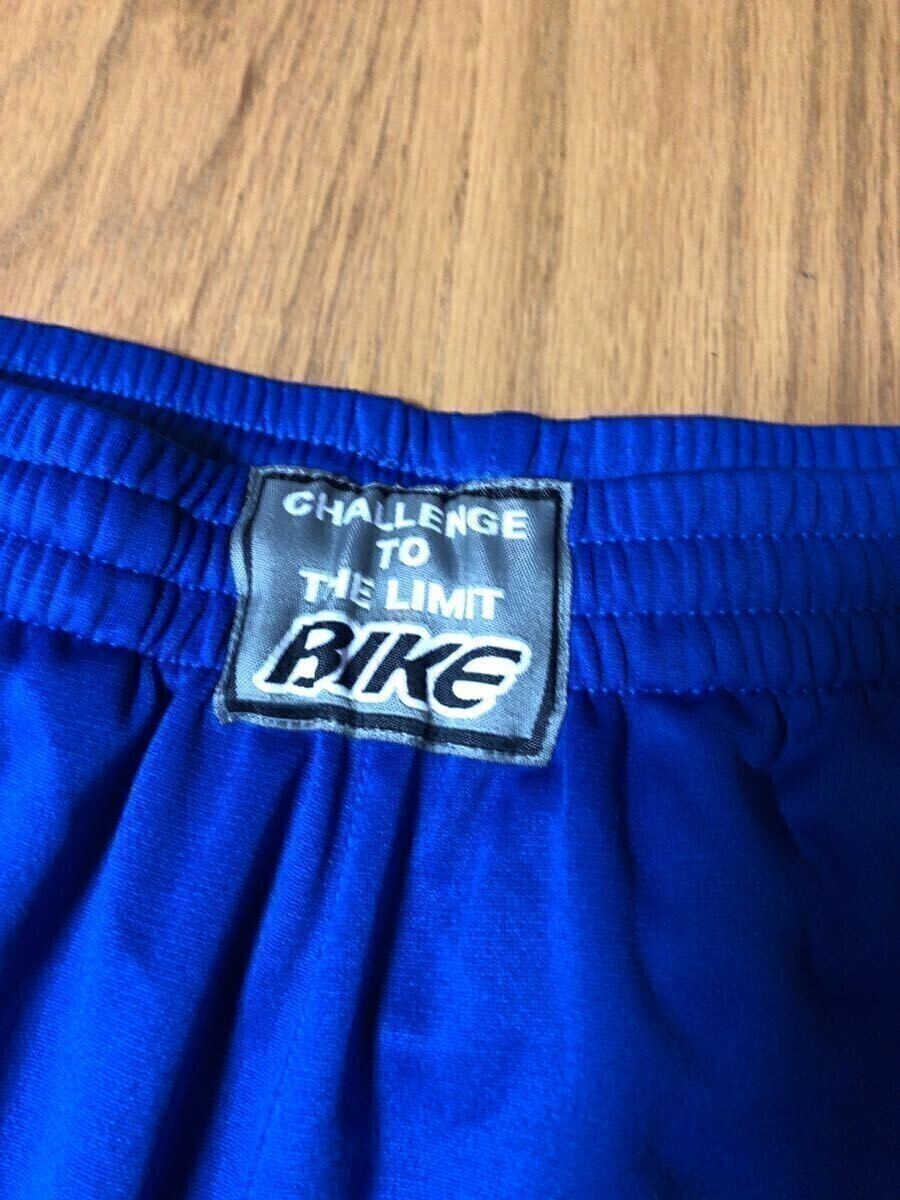 CHALLENGE
TO
THE LIMIT
BIKE